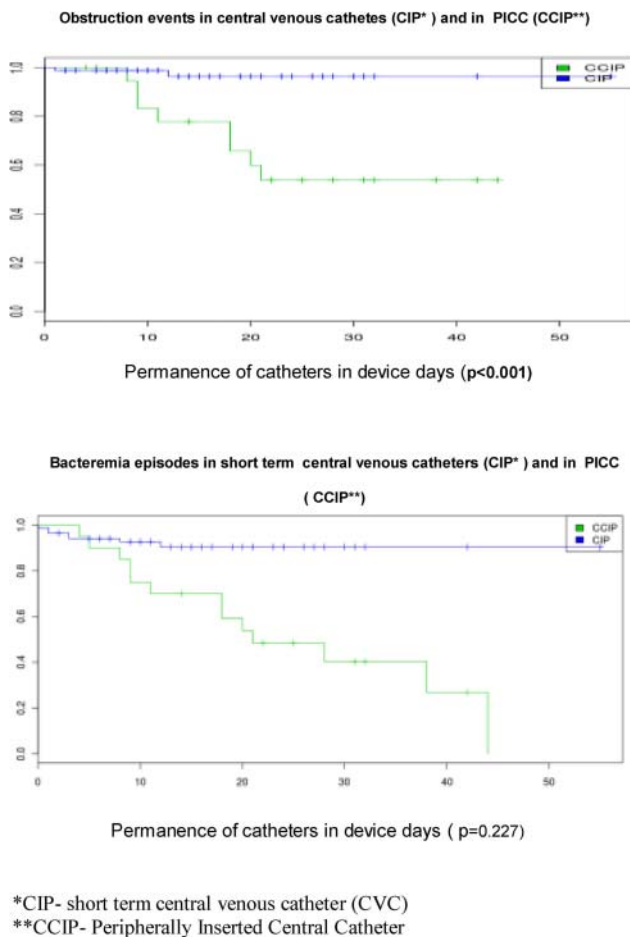 Obstruction events in central venous cathetes (CIP* ) and in PICC (CCIP**)
CCIP
CIP
1.0
0.8
0.6
0.4
0.2
0.0
0 10 20 30 40 50
Permanence of catheters in device days (p<0.001)
Bacteremia episodes in short term central venous catheters (CIP* ) and in PICC
( CCIP**)
CCIP
CIP
1.0
0.8
0.6
0.4
0.2
0.0
0 10 20 30 40 50
Permanence of catheters in device days ( p=0.227)
*CIP- short term central venous catheter (CVC)
**CCIP- Peripherally Inserted Central Catheter